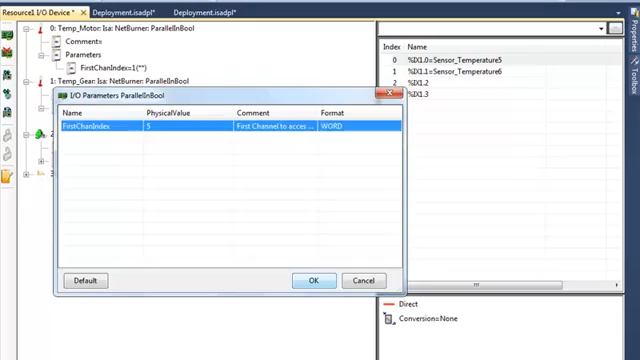 Resource1 I/O Device * Deployment.isadpl* Deployment.isadpl*
0: Temp_Motor: Isa: NetBurner: ParallelInBool
Comment=
Parameters
FirstChanIndex=1(**)
1: Temp_Gear: Isa: NetBurner: ParallelInBool
2
3
Index Name
0 %IX1.0=Sensor_Temperature5
1 %IX1.1=Sensor_Temperature6
%IX1.2
%IX1.3
I/O Parameters ParallelInBool
Name PhysicalValue Comment Format
FirstChanIndex 5 First Channel to acces ... WORD
Default OK Cancel
Direct
Conversion=None
Properties
Toolbox